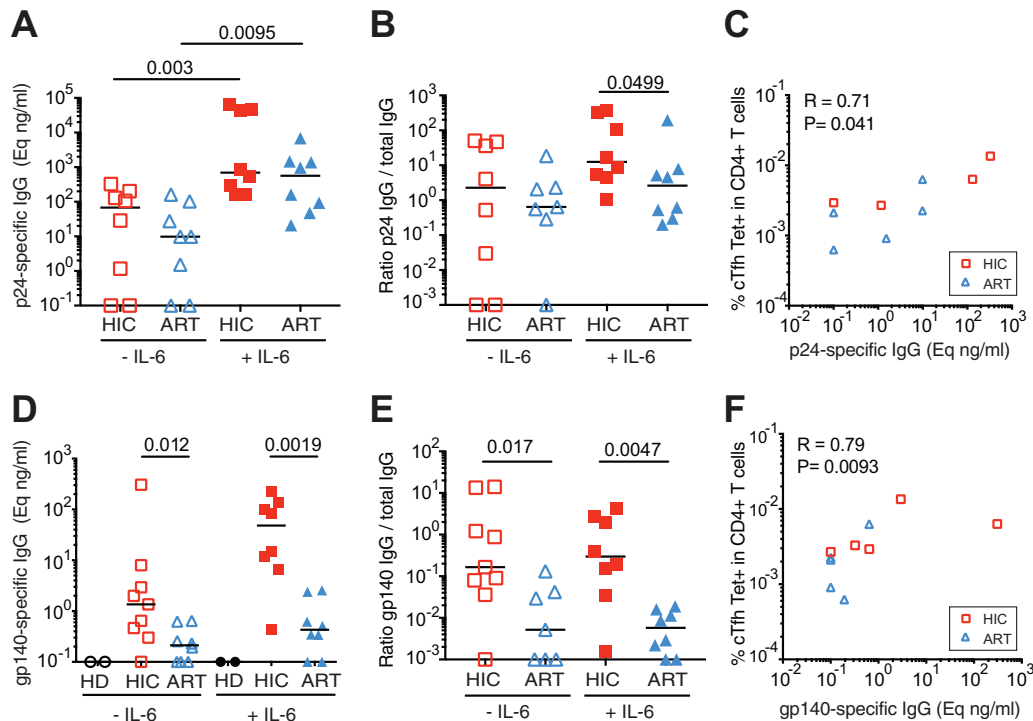 A
0.0095
0.003
p24-specific IgG (Eq ng/ml)
10^5
10^4
10^3
10^2
10^1
10^0
10^-1
HIC ART HIC ART
- IL-6 + IL-6
B
0.0499
Ratio p24 IgG / total IgG
10^3
10^2
10^1
10^0
10^-1
10^-2
10^-3
HIC ART HIC ART
- IL-6 + IL-6
C
R = 0.71
P= 0.041
% cTfh Tet+ in CD4+ T cells
10^-1
10^-2
10^-3
10^-4
HIC
ART
10^-2 10^-1 10^0 10^1 10^2 10^3
p24-specific IgG (Eq ng/ml)
D
0.012
0.0019
gp140-specific IgG (Eq ng/ml)
10^3
10^2
10^1
10^0
10^-1
HD HIC ART HD HIC ART
- IL-6 + IL-6
E
0.017
0.0047
Ratio gp140 IgG / total IgG
10^2
10^1
10^0
10^-1
10^-2
10^-3
HIC ART HIC ART
- IL-6 + IL-6
F
R = 0.79
P= 0.0093
% cTfh Tet+ in CD4+ T cells
10^-1
10^-2
10^-3
10^-4
HIC
ART
10^-2 10^-1 10^0 10^1 10^2 10^3
gp140-specific IgG (Eq ng/ml)